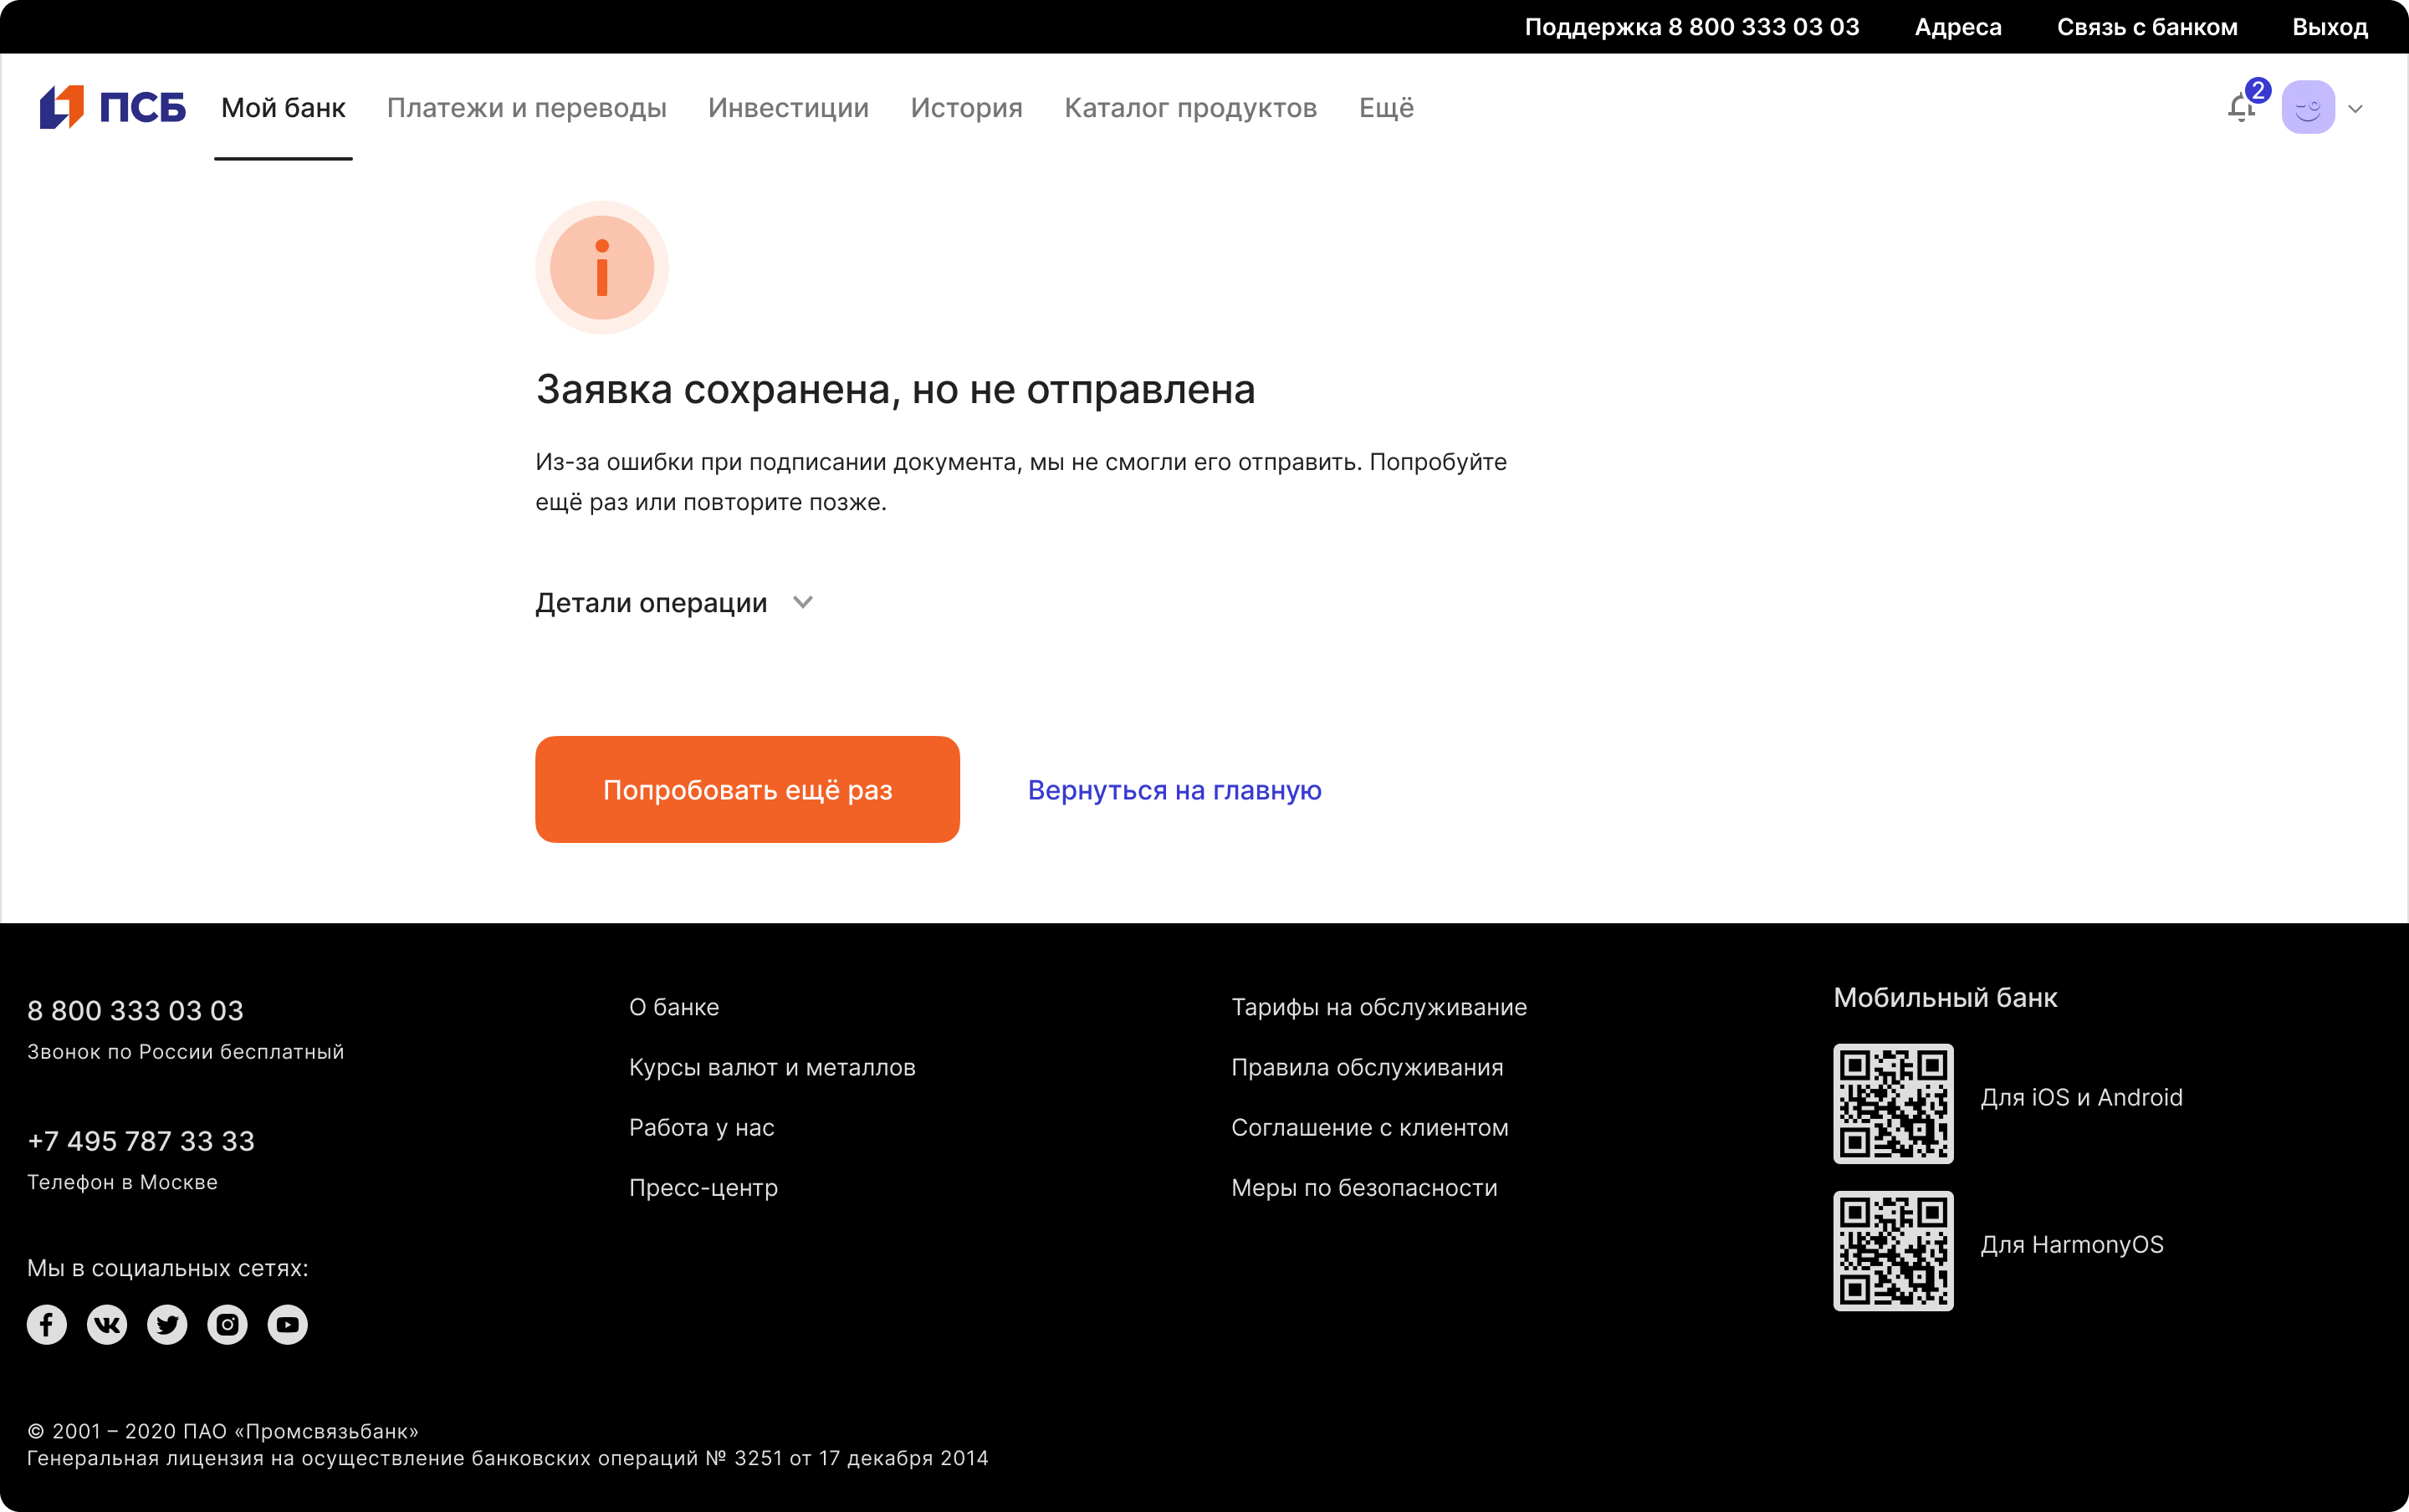 Поддержка 8 800 333 03 03 Адреса Связь с банком Выход
ПСБ Мой банк Платежи и переводы Инвестиции История Каталог продуктов Ещё 2
Заявка сохранена, но не отправлена
Из-за ошибки при подписании документа, мы не смогли его отправить. Попробуйте
ещё раз или повторите позже.
Детали операции
Попробовать ещё раз Вернуться на главную
8 800 333 03 03
Звонок по России бесплатный
+7 495 787 33 33
Телефон в Москве
Мы в социальных сетях:
О банке
Курсы валют и металлов
Работа у нас
Пресс-центр
Тарифы на обслуживание
Правила обслуживания
Соглашение с клиентом
Меры по безопасности
Мобильный банк
Для iOS и Android
Для HarmonyOS
© 2001 – 2020 ПАО «Промсвязьбанк»
Генеральная лицензия на осуществление банковских операций № 3251 от 17 декабря 2014